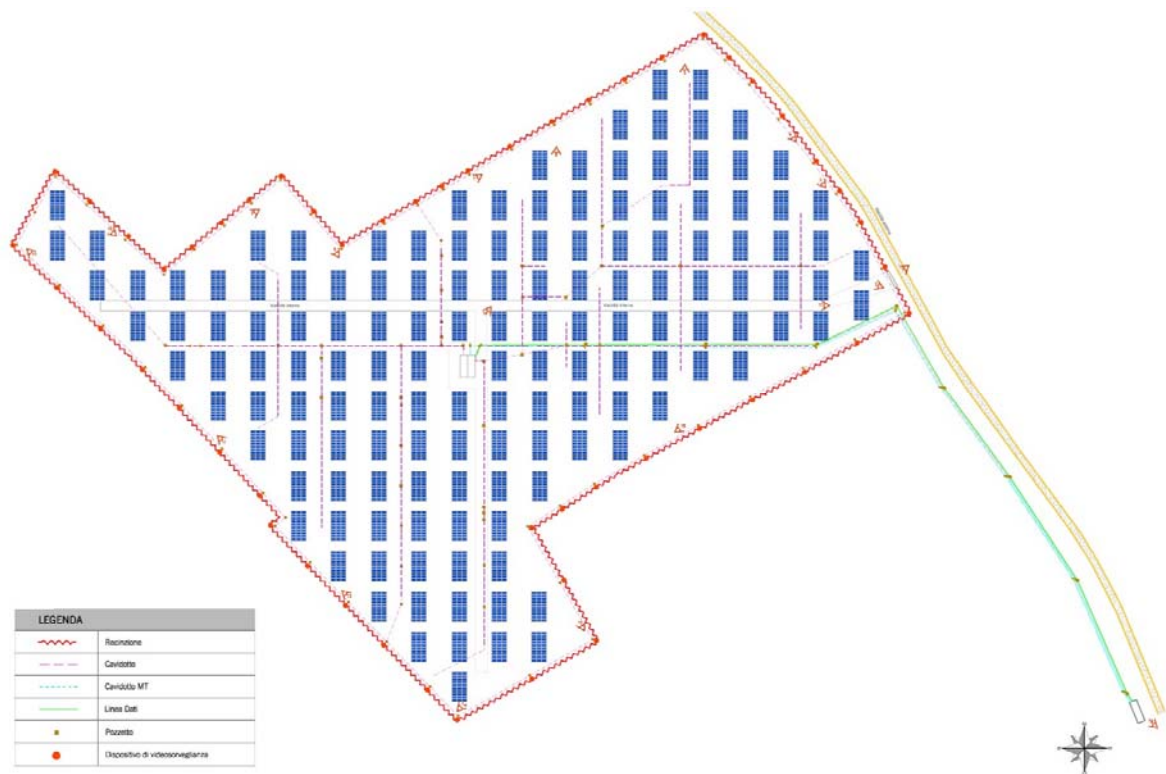 LEGENDA
Recinzione
Cavidotto
Cavidotto MT
Linea Dati
Pozzetto
Dispositivo di videosorveglianza